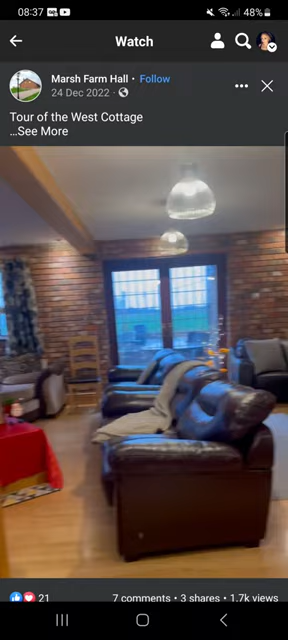 08:37
48%
Watch
Marsh Farm Hall · Follow
24 Dec 2022 ·
Tour of the West Cottage
...See More
21
7 comments · 3 shares · 1.7k views